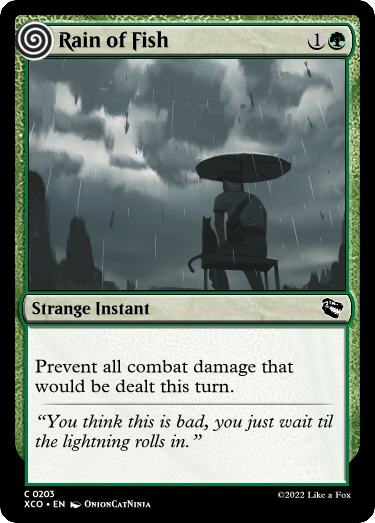 Rain of Fish 1
Strange Instant
Prevent all combat damage that
would be dealt this turn.
“You think this is bad, you just wait til
the lightning rolls in.”
C 0203
XCO • EN OnionCatNinja
©2022 Like a Fox